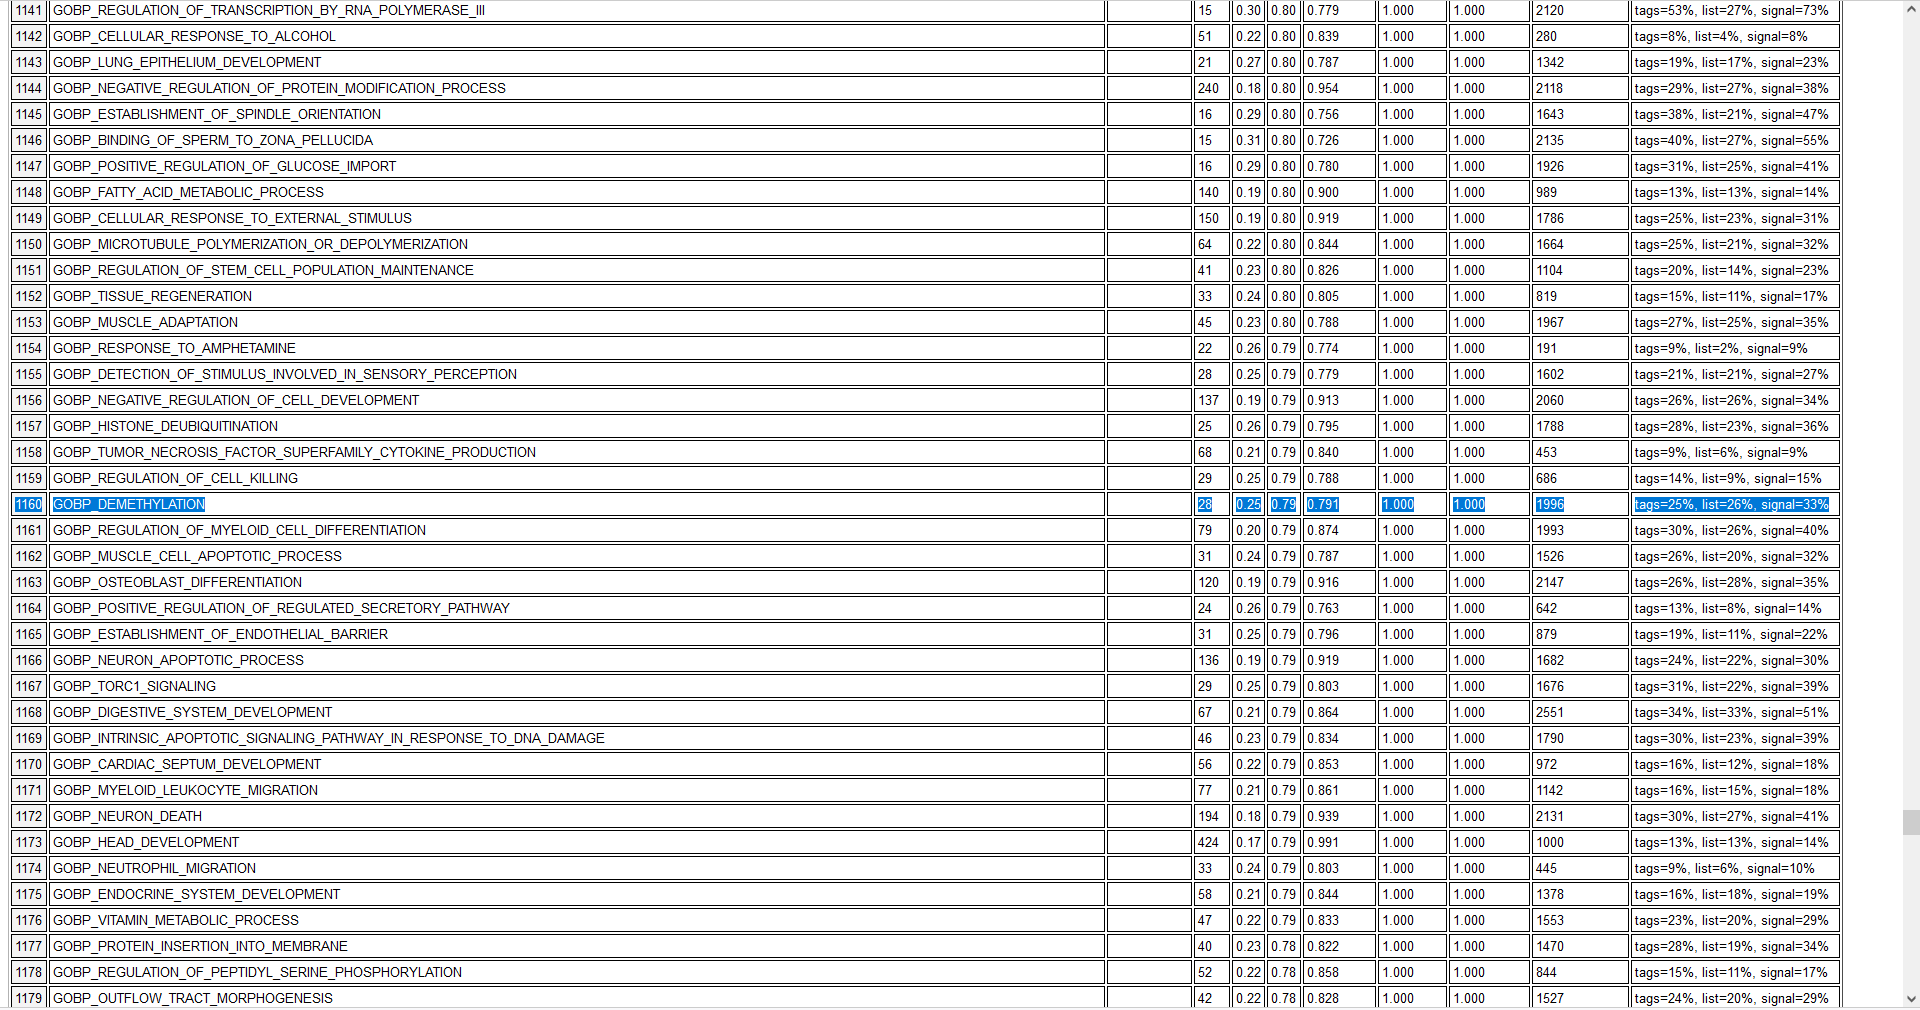 1141 GOBP_REGULATION_OF_TRANSCRIPTION_BY_RNA_POLYMERASE_III 15 0.30 0.80 0.779 1.000 1.000 2120 tags=53%, list=27%, signal=73%
1142 GOBP_CELLULAR_RESPONSE_TO_ALCOHOL 51 0.22 0.80 0.839 1.000 1.000 280 tags=8%, list=4%, signal=8%
1143 GOBP_LUNG_EPITHELIUM_DEVELOPMENT 21 0.27 0.80 0.787 1.000 1.000 1342 tags=19%, list=17%, signal=23%
1144 GOBP_NEGATIVE_REGULATION_OF_PROTEIN_MODIFICATION_PROCESS 240 0.18 0.80 0.954 1.000 1.000 2118 tags=29%, list=27%, signal=38%
1145 GOBP_ESTABLISHMENT_OF_SPINDLE_ORIENTATION 16 0.29 0.80 0.756 1.000 1.000 1643 tags=38%, list=21%, signal=47%
1146 GOBP_BINDING_OF_SPERM_TO_ZONA_PELLUCIDA 15 0.31 0.80 0.726 1.000 1.000 2135 tags=40%, list=27%, signal=55%
1147 GOBP_POSITIVE_REGULATION_OF_GLUCOSE_IMPORT 16 0.29 0.80 0.780 1.000 1.000 1926 tags=31%, list=25%, signal=41%
1148 GOBP_FATTY_ACID_METABOLIC_PROCESS 140 0.19 0.80 0.900 1.000 1.000 989 tags=13%, list=13%, signal=14%
1149 GOBP_CELLULAR_RESPONSE_TO_EXTERNAL_STIMULUS 150 0.19 0.80 0.919 1.000 1.000 1786 tags=25%, list=23%, signal=31%
1150 GOBP_MICROTUBULE_POLYMERIZATION_OR_DEPOLYMERIZATION 64 0.22 0.80 0.844 1.000 1.000 1664 tags=25%, list=21%, signal=32%
1151 GOBP_REGULATION_OF_STEM_CELL_POPULATION_MAINTENANCE 41 0.23 0.80 0.826 1.000 1.000 1104 tags=20%, list=14%, signal=23%
1152 GOBP_TISSUE_REGENERATION 33 0.24 0.80 0.805 1.000 1.000 819 tags=15%, list=11%, signal=17%
1153 GOBP_MUSCLE_ADAPTATION 45 0.23 0.80 0.788 1.000 1.000 1967 tags=27%, list=25%, signal=35%
1154 GOBP_RESPONSE_TO_AMPHETAMINE 22 0.26 0.79 0.774 1.000 1.000 191 tags=9%, list=2%, signal=9%
1155 GOBP_DETECTION_OF_STIMULUS_INVOLVED_IN_SENSORY_PERCEPTION 28 0.25 0.79 0.779 1.000 1.000 1602 tags=21%, list=21%, signal=27%
1156 GOBP_NEGATIVE_REGULATION_OF_CELL_DEVELOPMENT 137 0.19 0.79 0.913 1.000 1.000 2060 tags=26%, list=26%, signal=34%
1157 GOBP_HISTONE_DEUBIQUITINATION 25 0.26 0.79 0.795 1.000 1.000 1788 tags=28%, list=23%, signal=36%
1158 GOBP_TUMOR_NECROSIS_FACTOR_SUPERFAMILY_CYTOKINE_PRODUCTION 68 0.21 0.79 0.840 1.000 1.000 453 tags=9%, list=6%, signal=9%
1159 GOBP_REGULATION_OF_CELL_KILLING 29 0.25 0.79 0.788 1.000 1.000 686 tags=14%, list=9%, signal=15%
1160 GOBP_DEMETHYLATION 28 0.25 0.79 0.791 1.000 1.000 1996 tags=25%, list=26%, signal=33%
1161 GOBP_REGULATION_OF_MYELOID_CELL_DIFFERENTIATION 79 0.20 0.79 0.874 1.000 1.000 1993 tags=30%, list=26%, signal=40%
1162 GOBP_MUSCLE_CELL_APOPTOTIC_PROCESS 31 0.24 0.79 0.787 1.000 1.000 1526 tags=26%, list=20%, signal=32%
1163 GOBP_OSTEOBLAST_DIFFERENTIATION 120 0.19 0.79 0.916 1.000 1.000 2147 tags=26%, list=28%, signal=35%
1164 GOBP_POSITIVE_REGULATION_OF_REGULATED_SECRETORY_PATHWAY 24 0.26 0.79 0.763 1.000 1.000 642 tags=13%, list=8%, signal=14%
1165 GOBP_ESTABLISHMENT_OF_ENDOTHELIAL_BARRIER 31 0.25 0.79 0.796 1.000 1.000 879 tags=19%, list=11%, signal=22%
1166 GOBP_NEURON_APOPTOTIC_PROCESS 136 0.19 0.79 0.919 1.000 1.000 1682 tags=24%, list=22%, signal=30%
1167 GOBP_TORC1_SIGNALING 29 0.25 0.79 0.803 1.000 1.000 1676 tags=31%, list=22%, signal=39%
1168 GOBP_DIGESTIVE_SYSTEM_DEVELOPMENT 67 0.21 0.79 0.864 1.000 1.000 2551 tags=34%, list=33%, signal=51%
1169 GOBP_INTRINSIC_APOPTOTIC_SIGNALING_PATHWAY_IN_RESPONSE_TO_DNA_DAMAGE 46 0.23 0.79 0.834 1.000 1.000 1790 tags=30%, list=23%, signal=39%
1170 GOBP_CARDIAC_SEPTUM_DEVELOPMENT 56 0.22 0.79 0.853 1.000 1.000 972 tags=16%, list=12%, signal=18%
1171 GOBP_MYELOID_LEUKOCYTE_MIGRATION 77 0.21 0.79 0.861 1.000 1.000 1142 tags=16%, list=15%, signal=18%
1172 GOBP_NEURON_DEATH 194 0.18 0.79 0.939 1.000 1.000 2131 tags=30%, list=27%, signal=41%
1173 GOBP_HEAD_DEVELOPMENT 424 0.17 0.79 0.991 1.000 1.000 1000 tags=13%, list=13%, signal=14%
1174 GOBP_NEUTROPHIL_MIGRATION 33 0.24 0.79 0.803 1.000 1.000 445 tags=9%, list=6%, signal=10%
1175 GOBP_ENDOCRINE_SYSTEM_DEVELOPMENT 58 0.21 0.79 0.844 1.000 1.000 1378 tags=16%, list=18%, signal=19%
1176 GOBP_VITAMIN_METABOLIC_PROCESS 47 0.22 0.79 0.833 1.000 1.000 1553 tags=23%, list=20%, signal=29%
1177 GOBP_PROTEIN_INSERTION_INTO_MEMBRANE 40 0.23 0.78 0.822 1.000 1.000 1470 tags=28%, list=19%, signal=34%
1178 GOBP_REGULATION_OF_PEPTIDYL_SERINE_PHOSPHORYLATION 52 0.22 0.78 0.858 1.000 1.000 844 tags=15%, list=11%, signal=17%
1179 GOBP_OUTFLOW_TRACT_MORPHOGENESIS 42 0.22 0.78 0.828 1.000 1.000 1527 tags=24%, list=20%, signal=29%